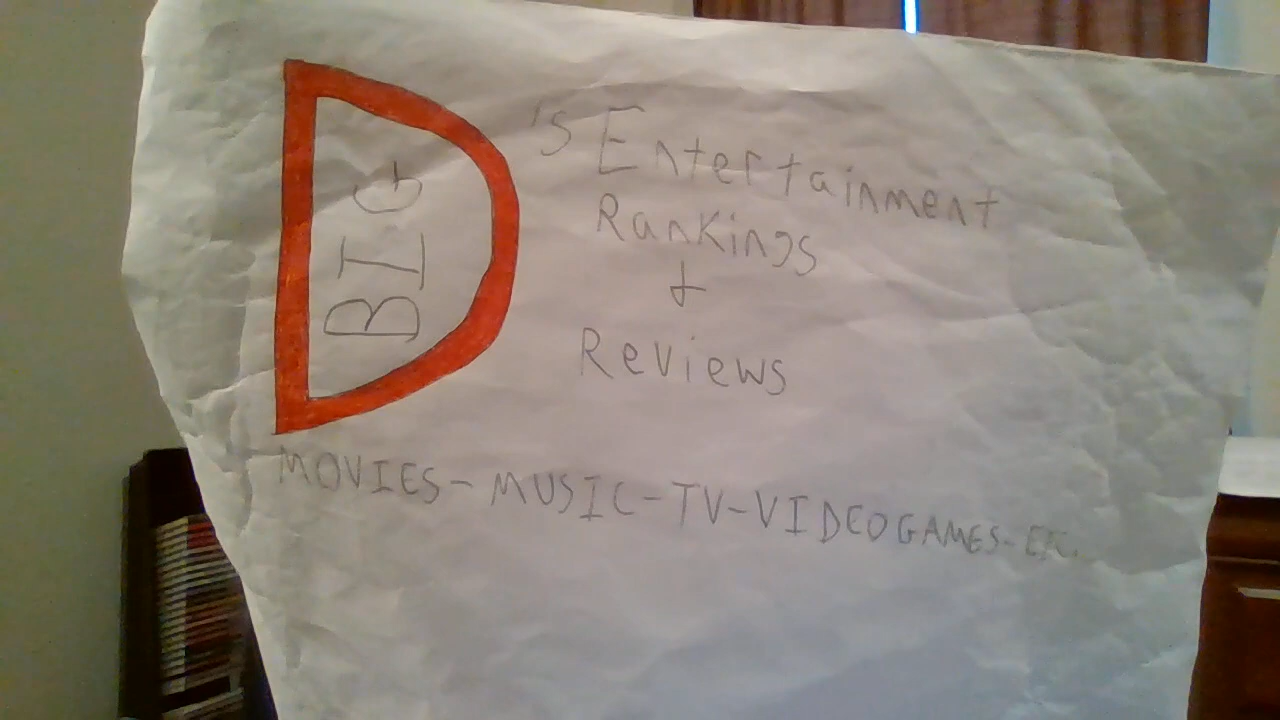 BIG
D's Entertainment
Rankings
&
Reviews
MOVIES-MUSIC-TV-VIDEOGAMES-ETC.